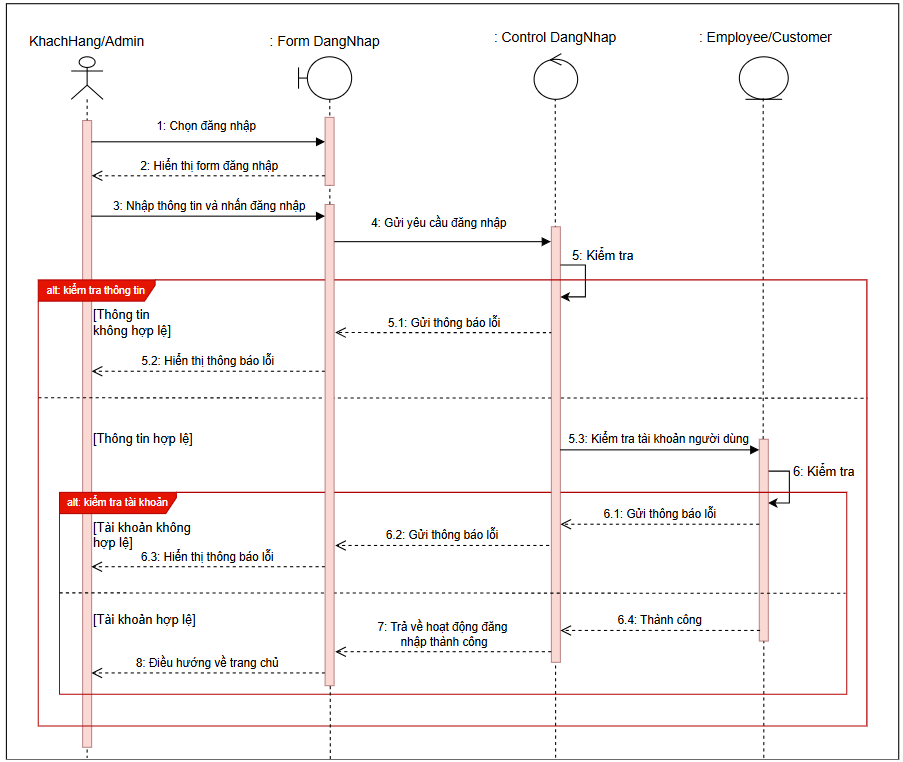 KhachHang/Admin
: Form DangNhap
: Control DangNhap
: Employee/Customer
1: Chọn đăng nhập
2: Hiển thị form đăng nhập
3: Nhập thông tin và nhấn đăng nhập
4: Gửi yêu cầu đăng nhập
5: Kiểm tra
alt: kiểm tra thông tin
[Thông tin
không hợp lệ]
5.1: Gửi thông báo lỗi
5.2: Hiển thị thông báo lỗi
[Thông tin hợp lệ]
5.3: Kiểm tra tài khoản người dùng
6: Kiểm tra
alt: kiểm tra tài khoản
[Tài khoản không
hợp lệ]
6.1: Gửi thông báo lỗi
6.2: Gửi thông báo lỗi
6.3: Hiển thị thông báo lỗi
[Tài khoản hợp lệ]
6.4: Thành công
7: Trả về hoạt động đăng
nhập thành công
8: Điều hướng về trang chủ